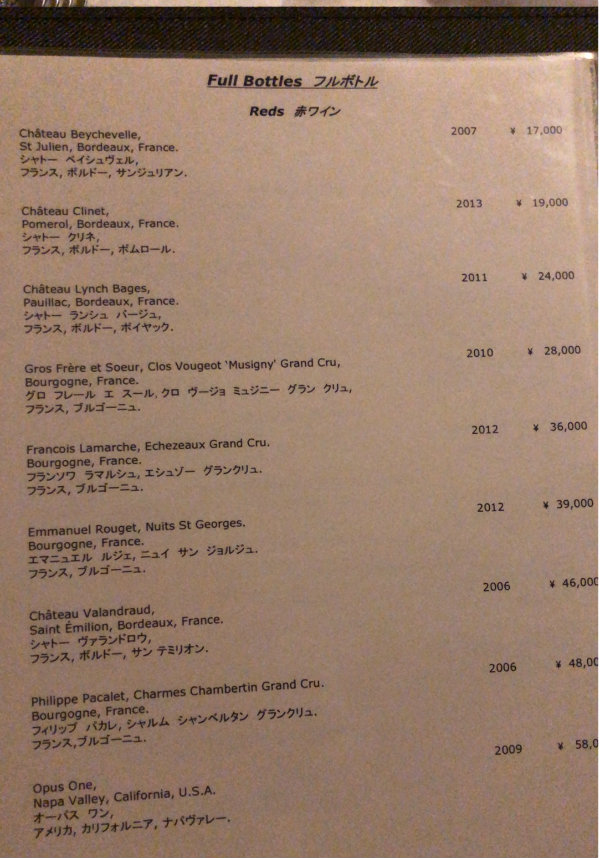 Full Bottles フルボトル
Reds 赤ワイン
Château Beychevelle, 2007 ¥ 17,000
St Julien, Bordeaux, France.
シャトー ベイシュヴェル,
フランス, ボルドー, サンジュリアン.
Château Clinet, 2013 ¥ 19,000
Pomerol, Bordeaux, France.
シャトー クリネ,
フランス, ボルドー, ポムロール.
Château Lynch Bages, 2011 ¥ 24,000
Pauillac, Bordeaux, France.
シャトー ランシュ バージュ,
フランス, ボルドー, ポイヤック.
Gros Frère et Soeur, Clos Vougeot ‘Musigny’ Grand Cru, 2010 ¥ 28,000
Bourgogne, France.
グロ フレール エ スール, クロ ヴージョ ミュジニー グラン クリュ,
フランス, ブルゴーニュ.
Francois Lamarche, Echezeaux Grand Cru. 2012 ¥ 36,000
Bourgogne, France.
フランソワ ラマルシュ, エシュゾー グランクリュ.
フランス, ブルゴーニュ.
Emmanuel Rouget, Nuits St Georges. 2012 ¥ 39,000
Bourgogne, France.
エマニュエル ルジェ, ニュイ サン ジョルジュ.
フランス, ブルゴーニュ.
Château Valandraud, 2006 ¥ 46,000
Saint Émilion, Bordeaux, France.
シャトー ヴァランドロウ,
フランス, ボルドー, サン テミリオン.
Philippe Pacalet, Charmes Chambertin Grand Cru. 2006 ¥ 48,00
Bourgogne, France.
フィリップ パカレ, シャルム シャンベルタン グランクリュ.
フランス,ブルゴーニュ.
Opus One, 2009 ¥ 58,0
Napa Valley, California, U.S.A.
オーパス ワン,
アメリカ, カリフォルニア, ナパヴァレー.